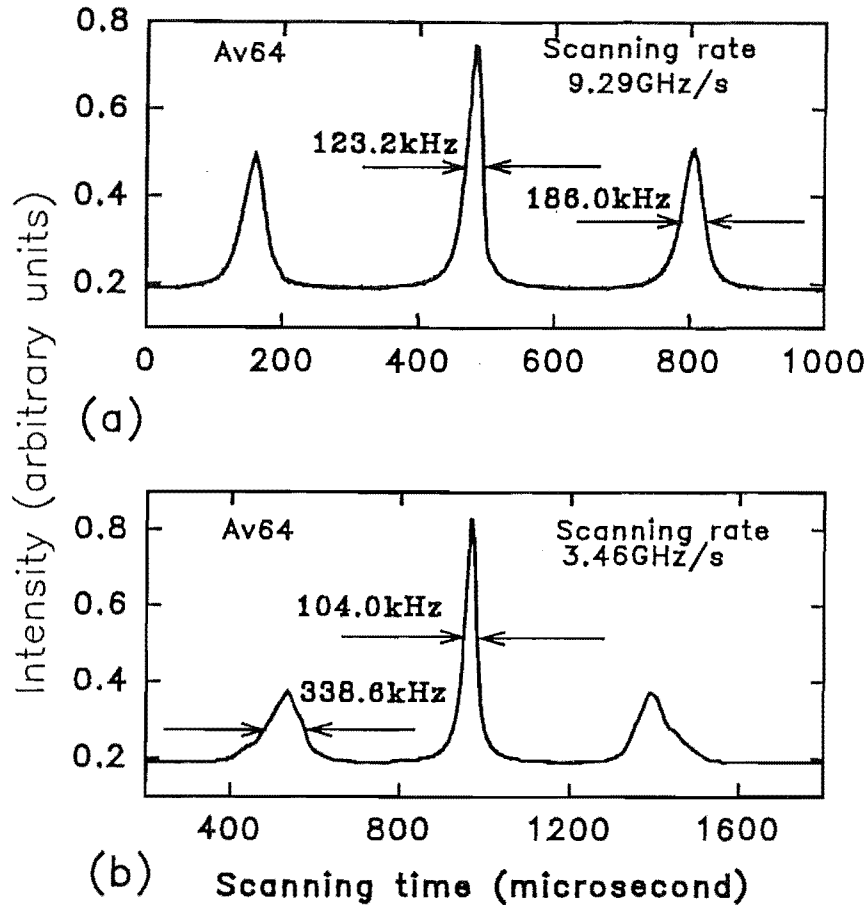 0.8
Av64
Scanning rate
9.29GHz/s
0.6
123.2kHz
0.4
186.0kHz
0.2
0 200 400 600 800 1000
(a)
Intensity (arbitrary units)
0.8
Av64
Scanning rate
3.46GHz/s
0.6
104.0kHz
0.4
338.6kHz
0.2
400 800 1200 1600
(b)
Scanning time (microsecond)